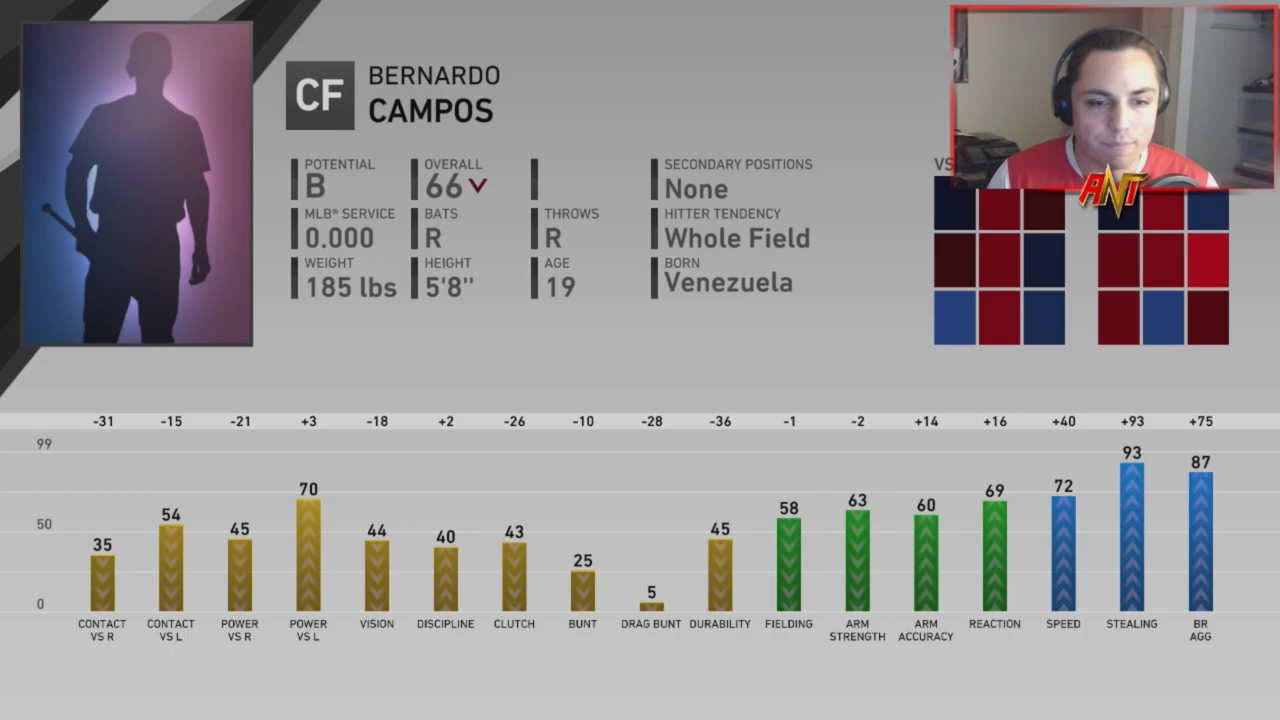 CF
BERNARDO
CAMPOS
POTENTIAL
B
OVERALL
66
SECONDARY POSITIONS
None
MLB® SERVICE
0.000
BATS
R
THROWS
R
HITTER TENDENCY
Whole Field
WEIGHT
185 lbs
HEIGHT
5'8"
AGE
19
BORN
Venezuela
VS
ANT
-31 -15 -21 +3 -18 +2 -26 -10 -28 -36 -1 -2 +14 +16 +40 +93 +75
99
50
0
35 54 45 70 44 40 43 25 5 45 58 63 60 69 72 93 87
CONTACT VS R
CONTACT VS L
POWER VS R
POWER VS L
VISION
DISCIPLINE
CLUTCH
BUNT
DRAG BUNT
DURABILITY
FIELDING
ARM STRENGTH
ARM ACCURACY
REACTION
SPEED
STEALING
BR AGG